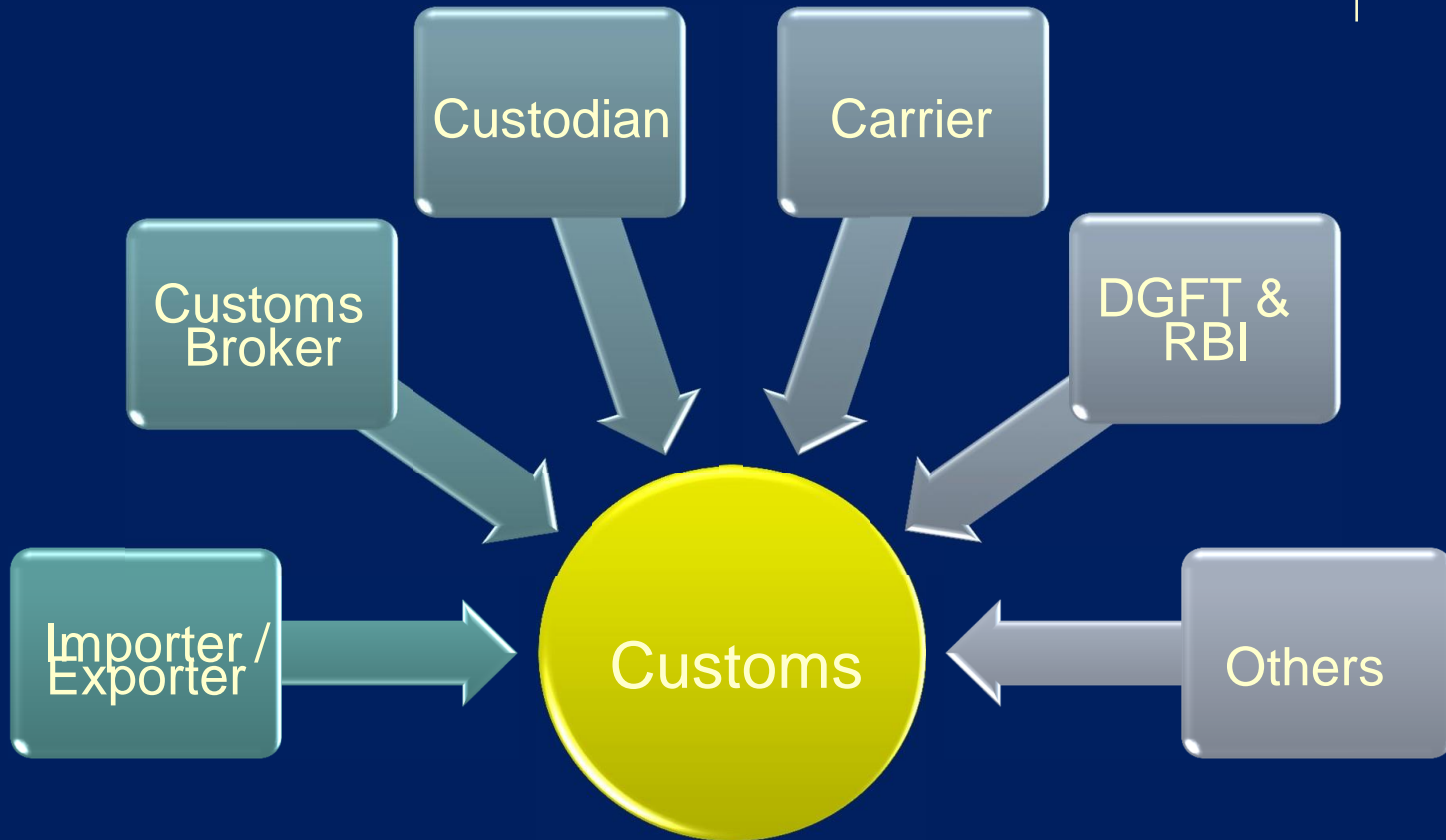 Custodian
Carrier
Customs
Broker
DGFT &
RBI
Importer /
Exporter
Customs
Others